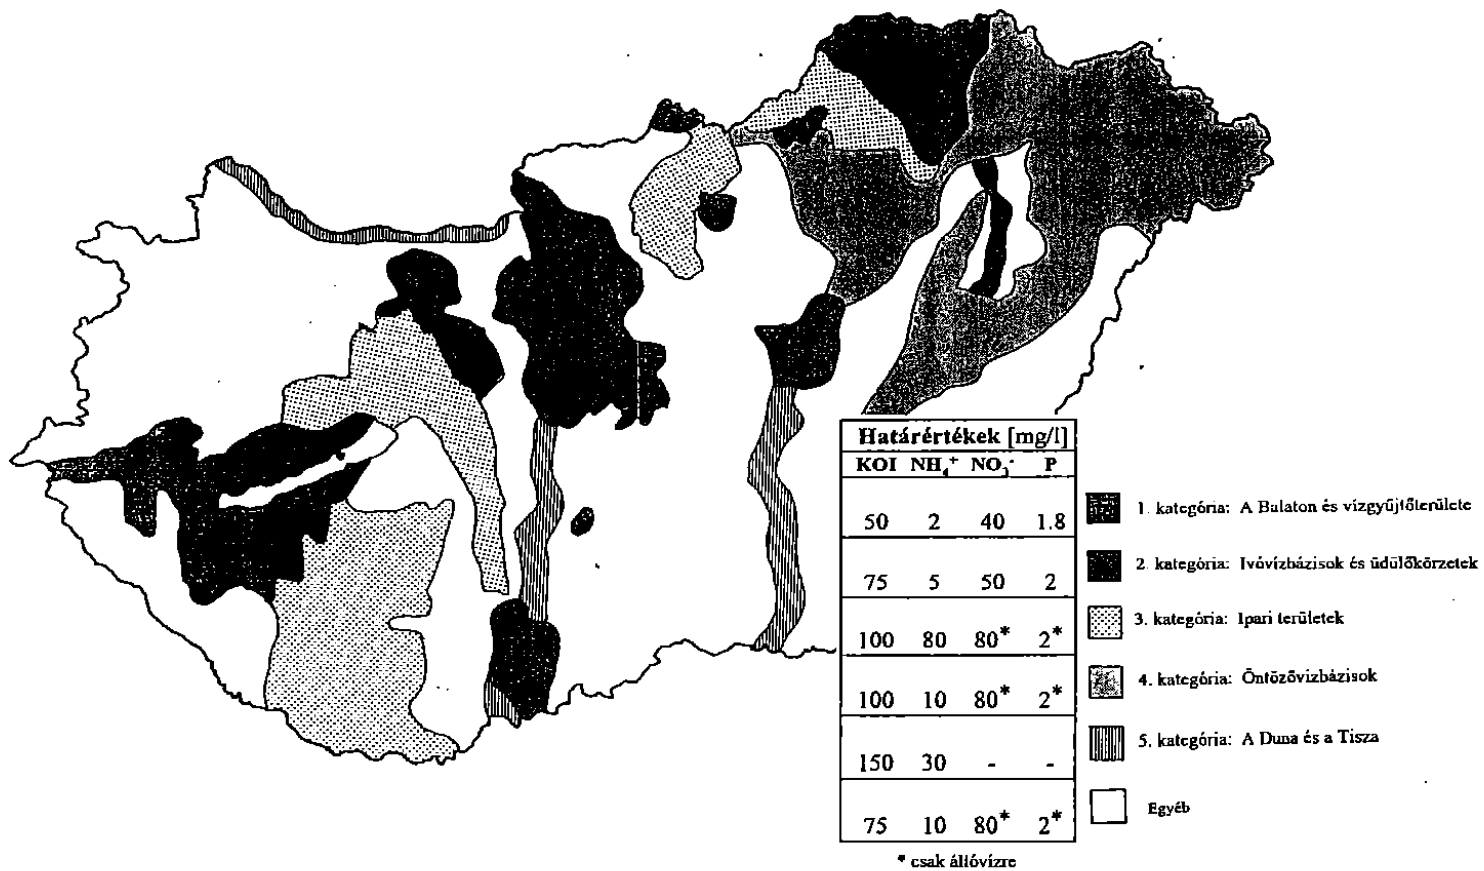 Határértékek [mg/l]
KOI NH₄⁺ NO₃⁻ P
50 2 40 1.8
1. kategória: A Balaton és vízgyűjtőterülete
75 5 50 2
2. kategória: Ivóvízbázisok és üdülőkörzetek
100 80 80* 2*
3. kategória: Ipari területek
100 10 80* 2*
4. kategória: Öntözővízbázisok
150 30 - -
5. kategória: A Duna és a Tisza
75 10 80* 2*
Egyéb
* csak állóvízre